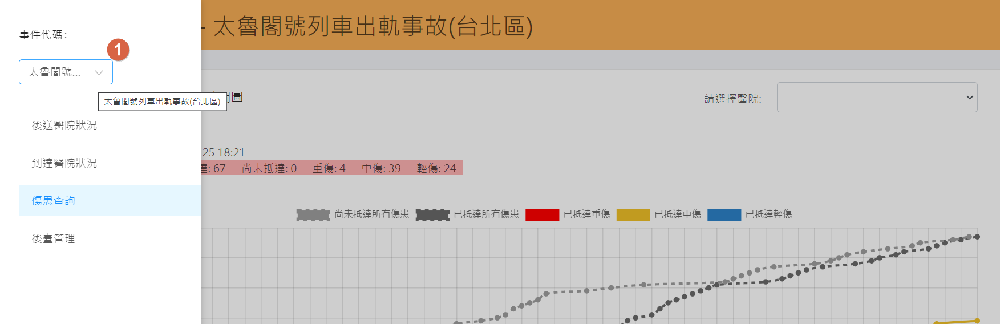 事件代碼:
1
太魯閣號...
太魯閣號列車出軌事故(台北區)
後送醫院狀況
到達醫院狀況
傷患查詢
後臺管理
- 太魯閣號列車出軌事故(台北區)
圖
請選擇醫院:
-25 18:21
達: 67 尚未抵達: 0 重傷: 4 中傷: 39 輕傷: 24
尚未抵達所有傷患 已抵達所有傷患 已抵達重傷 已抵達中傷 已抵達輕傷